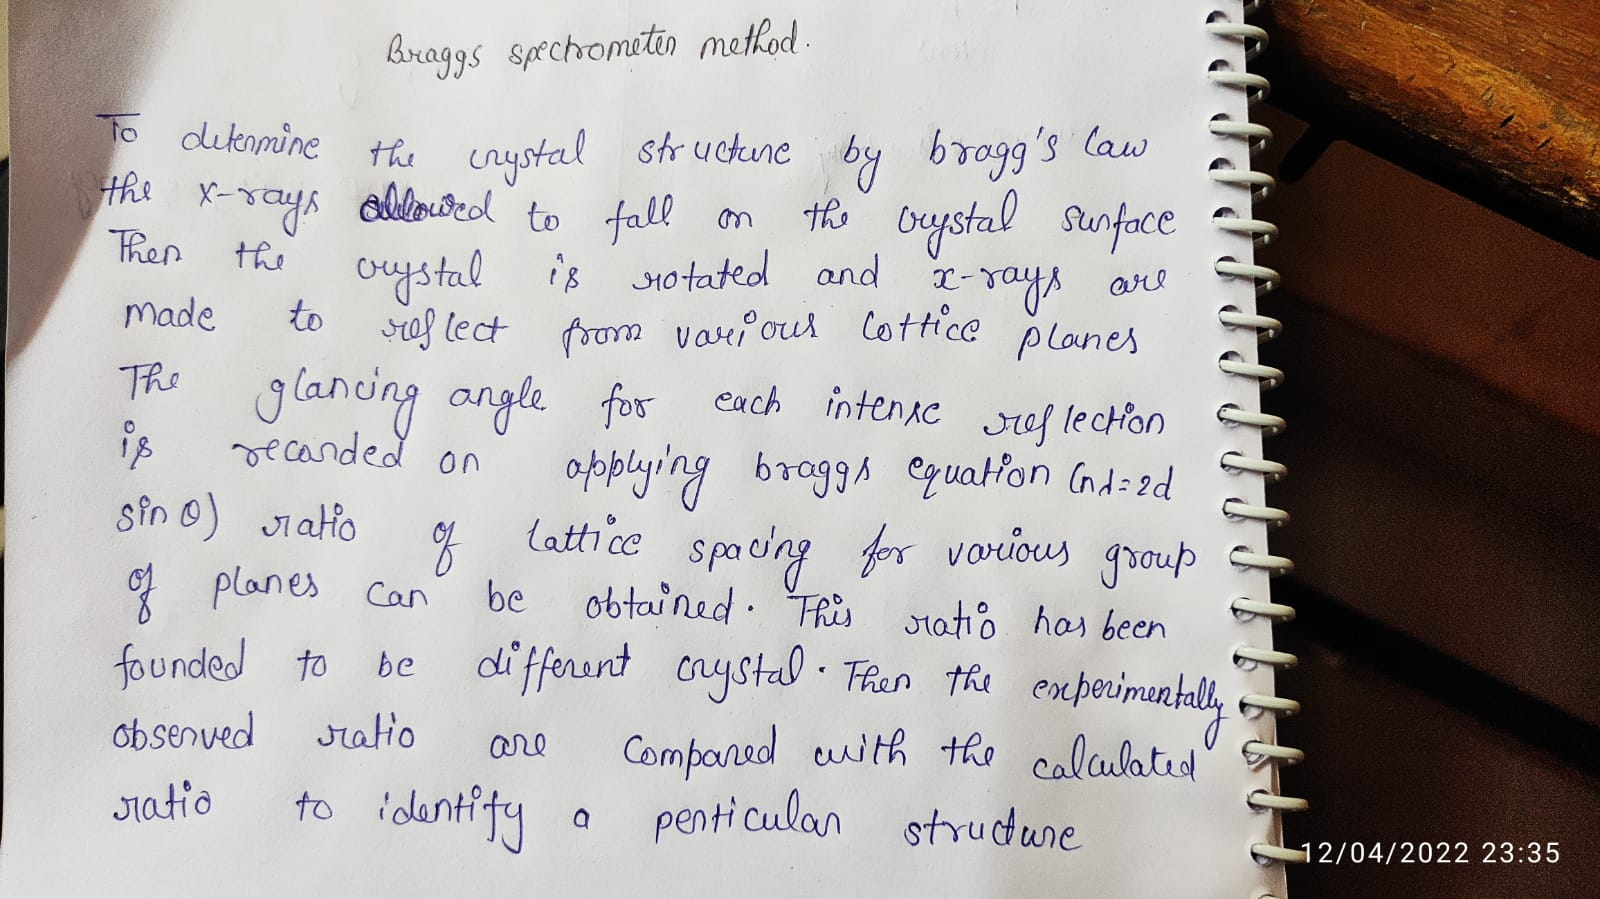 Braggs spectrometer method.
To determine the crystal structure by bragg's law
the x-rays allowed to fall on the crystal surface
Then the crystal is rotated and x-rays are
made to reflect from various lottice planes
The glancing angle for each intense reflection
is recorded on applying braggs equation (nλ=2d
sin θ) ratio of lattice spacing for various group
of planes can be obtained. This ratio has been
founded to be different crystal. Then the experimentally
observed ratio are compared with the calculated
ratio to identify a perticular structure
12/04/2022 23:35